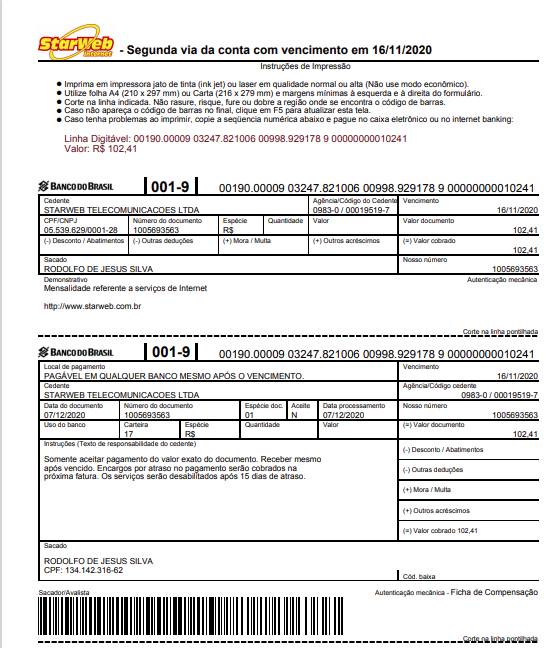 StarWeb
Internet
- Segunda via da conta com vencimento em 16/11/2020
Instruções de Impressão
● Imprima em impressora jato de tinta (ink jet) ou laser em qualidade normal ou alta (Não use modo econômico).
● Utilize folha A4 (210 x 297 mm) ou Carta (216 x 279 mm) e margens mínimas à esquerda e à direita do formulário.
● Corte na linha indicada. Não rasure, risque, fure ou dobre a região onde se encontra o código de barras.
● Caso não apareça o código de barras no final, clique em F5 para atualizar esta tela.
● Caso tenha problemas ao imprimir, copie a seqüencia numérica abaixo e pague no caixa eletrônico ou no internet banking:
Linha Digitável: 00190.00009 03247.821006 00998.929178 9 00000000010241
Valor: R$ 102,41
BANCO DO BRASIL 001-9 00190.00009 03247.821006 00998.929178 9 00000000010241
Cedente Agência/Código do Cedente Vencimento
STARWEB TELECOMUNICACOES LTDA 0983-0 / 00019519-7 16/11/2020
CPF/CNPJ Número do documento Espécie Quantidade Valor Valor documento
05.539.629/0001-28 1005693563 R$ 102,41
(-) Desconto / Abatimentos (-) Outras deduções (+) Mora / Multa (+) Outros acréscimos (=) Valor cobrado
102,41
Sacado Nosso número
RODOLFO DE JESUS SILVA 1005693563
Demonstrativo Autenticação mecânica
Mensalidade referente a serviços de Internet
http://www.starweb.com.br
Corte na linha pontilhada
BANCO DO BRASIL 001-9 00190.00009 03247.821006 00998.929178 9 00000000010241
Local de pagamento Vencimento
PAGÁVEL EM QUALQUER BANCO MESMO APÓS O VENCIMENTO. 16/11/2020
Cedente Agência/Código cedente
STARWEB TELECOMUNICACOES LTDA 0983-0 / 00019519-7
Data do documento Número do documento Espécie doc. Aceite Data processamento Nosso número
07/12/2020 1005693563 01 N 07/12/2020 1005693563
Uso do banco Carteira Espécie Quantidade Valor (=) Valor documento
17 R$ 102,41
Instruções (Texto de responsabilidade do cedente) (-) Desconto / Abatimentos
Somente aceitar pagamento do valor exato do documento. Receber mesmo
após vencido. Encargos por atraso no pagamento serão cobrados na
(-) Outras deduções
próxima fatura. Os serviços serão desabilitados após 15 dias de atraso.
(+) Mora / Multa
(+) Outros acréscimos
(=) Valor cobrado 102,41
Sacado
RODOLFO DE JESUS SILVA
CPF: 134.142.316-62
Cód. baixa
Sacador/Avalista Autenticação mecânica - Ficha de Compensação
Corte na linha pontilhada